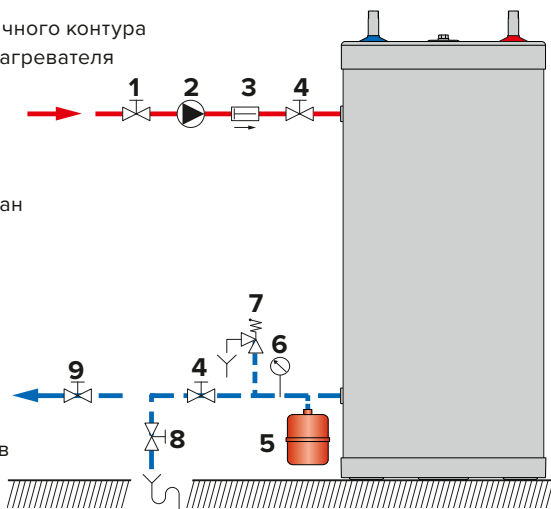 чного контура
агревателя
1 2 3 4
ан
7
6
9 4
8 5
в